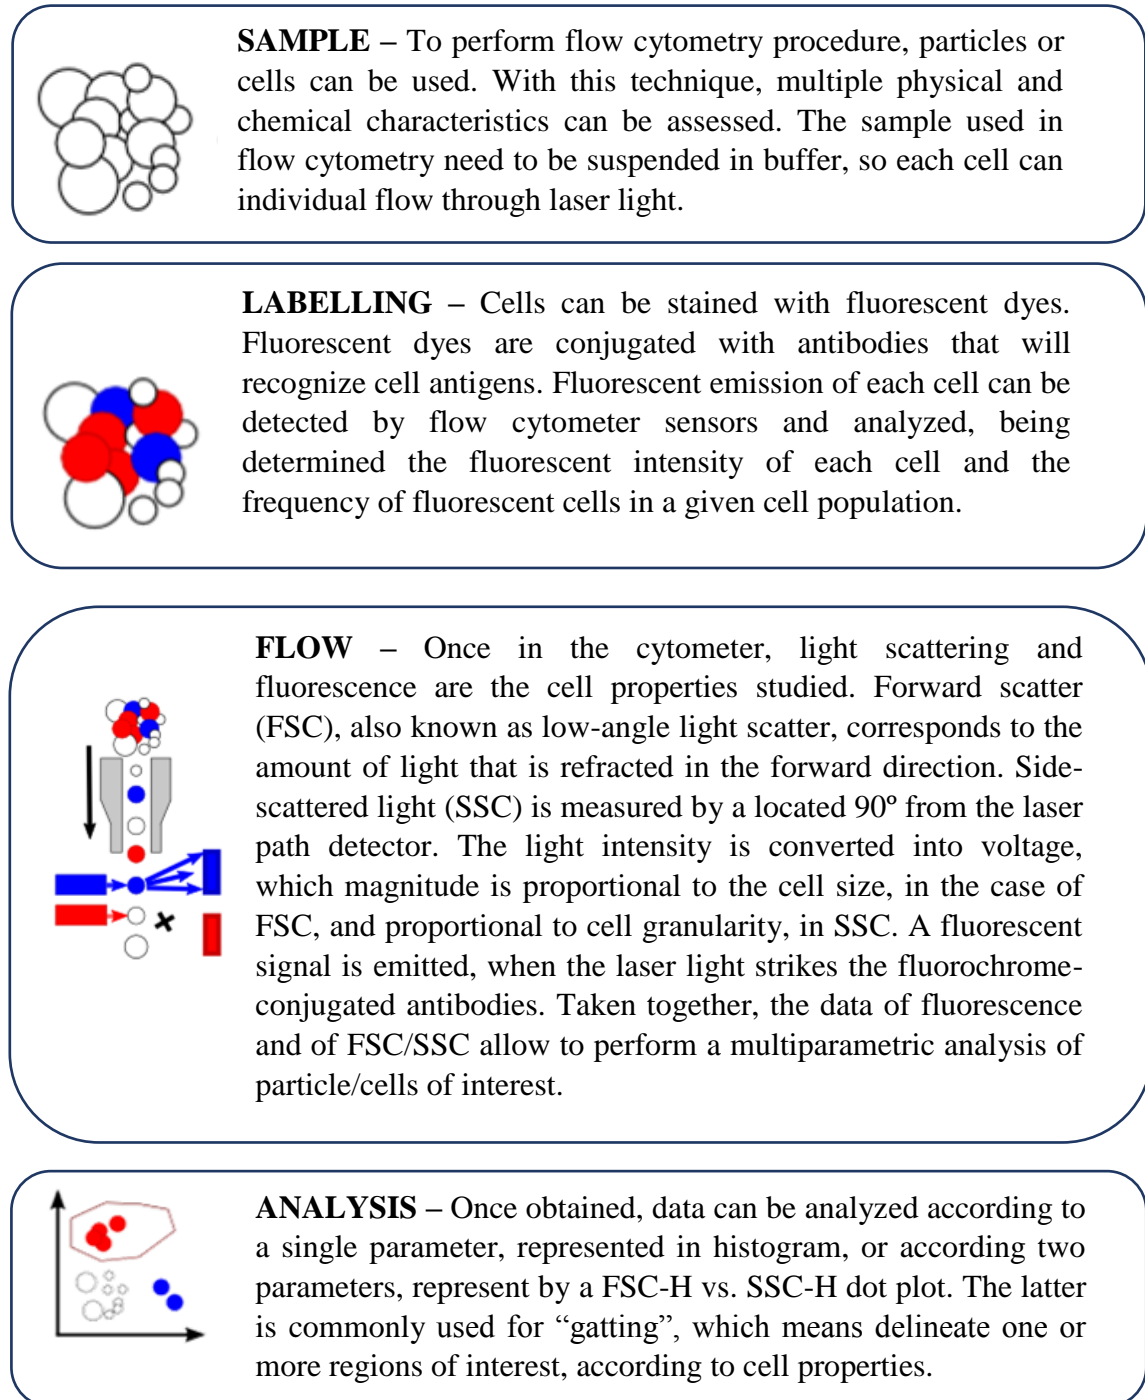 SAMPLE – To perform flow cytometry procedure, particles or
cells can be used. With this technique, multiple physical and
chemical characteristics can be assessed. The sample used in
flow cytometry need to be suspended in buffer, so each cell can
individual flow through laser light.
LABELLING – Cells can be stained with fluorescent dyes.
Fluorescent dyes are conjugated with antibodies that will
recognize cell antigens. Fluorescent emission of each cell can be
detected by flow cytometer sensors and analyzed, being
determined the fluorescent intensity of each cell and the
frequency of fluorescent cells in a given cell population.
FLOW – Once in the cytometer, light scattering and
fluorescence are the cell properties studied. Forward scatter
(FSC), also known as low-angle light scatter, corresponds to the
amount of light that is refracted in the forward direction. Side-
scattered light (SSC) is measured by a located 90º from the laser
path detector. The light intensity is converted into voltage,
which magnitude is proportional to the cell size, in the case of
FSC, and proportional to cell granularity, in SSC. A fluorescent
signal is emitted, when the laser light strikes the fluorochrome-
conjugated antibodies. Taken together, the data of fluorescence
and of FSC/SSC allow to perform a multiparametric analysis of
particle/cells of interest.
ANALYSIS – Once obtained, data can be analyzed according to
a single parameter, represented in histogram, or according two
parameters, represent by a FSC-H vs. SSC-H dot plot. The latter
is commonly used for “gatting”, which means delineate one or
more regions of interest, according to cell properties.